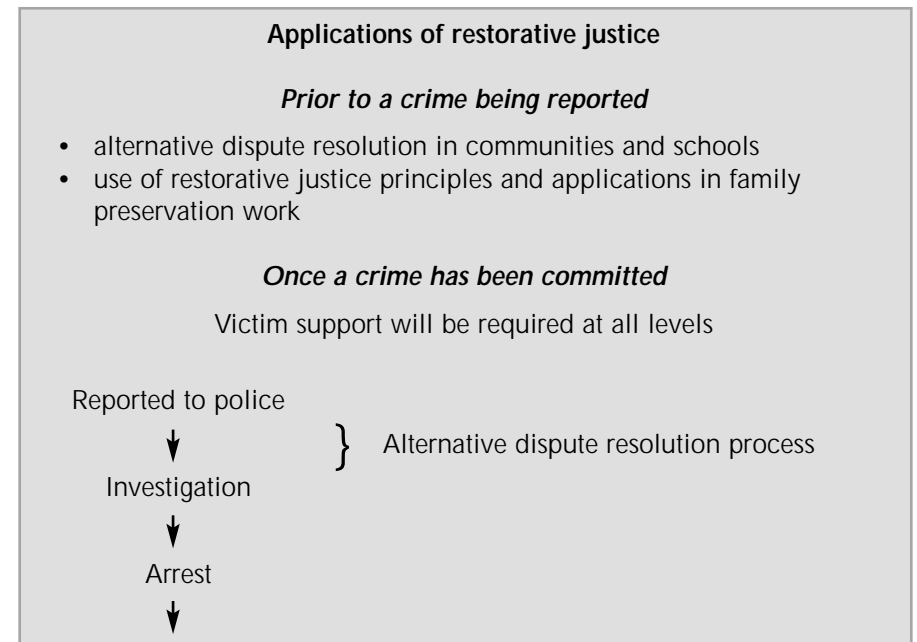 Applications of restorative justice
Prior to a crime being reported
• alternative dispute resolution in communities and schools
• use of restorative justice principles and applications in family
preservation work
Once a crime has been committed
Victim support will be required at all levels
Reported to police
} Alternative dispute resolution process
Investigation
Arrest